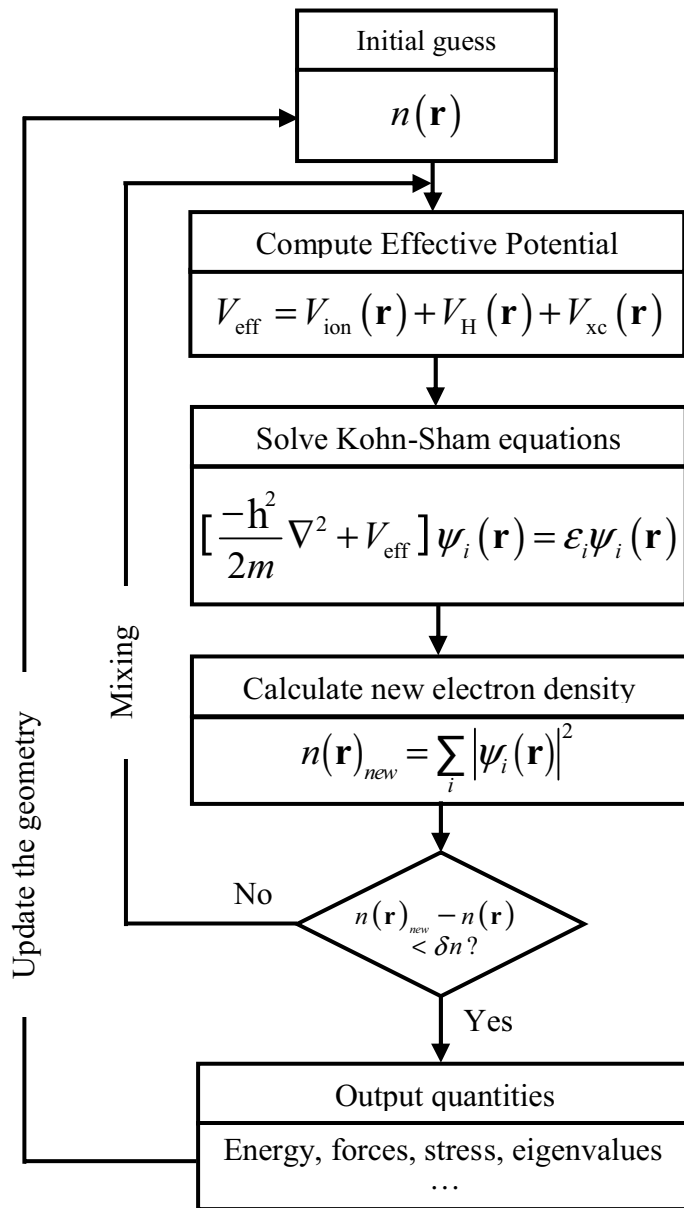 Initial guess
n(r)
Compute Effective Potential
V_eff = V_ion (r) + V_H (r) + V_xc (r)
Solve Kohn-Sham equations
[ -h² / 2m ∇² + V_eff ] ψ_i (r) = ε_i ψ_i (r)
Calculate new electron density
n(r)_new = ∑_i |ψ_i (r)|²
n(r)_new − n(r)
< δn ?
No
Yes
Mixing
Update the geometry
Output quantities
Energy, forces, stress, eigenvalues
…